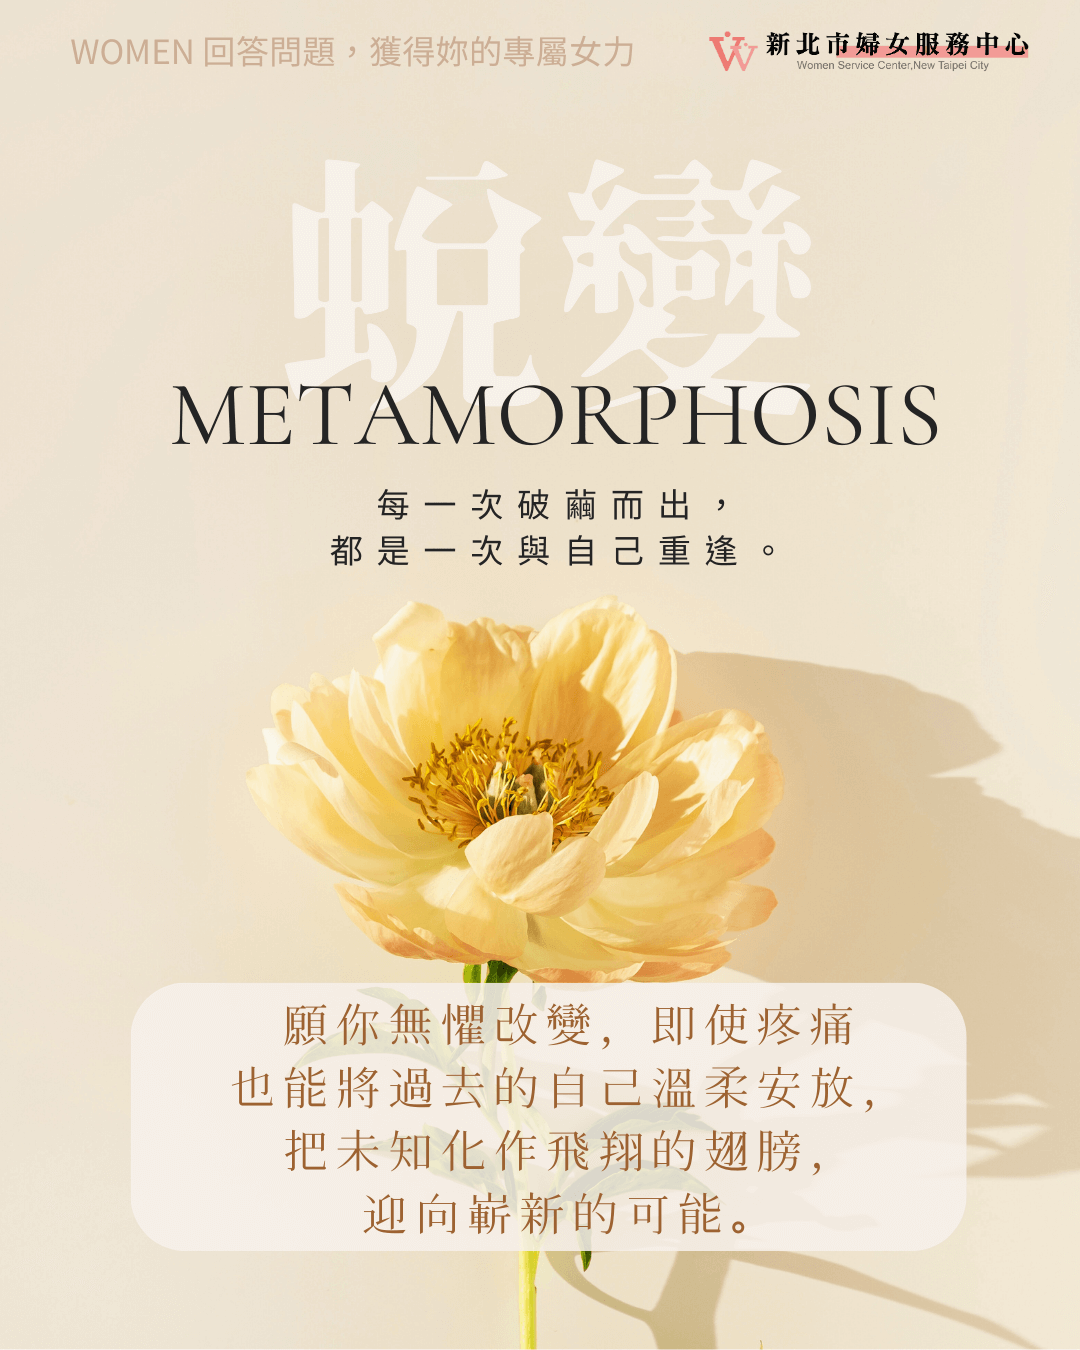 WOMEN 回答問題，獲得妳的專屬女力
新北市婦女服務中心
Women Service Center,New Taipei City
蛻變
METAMORPHOSIS
每一次破繭而出，
都是一次與自己重逢。
願你無懼改變，即使疼痛
也能將過去的自己溫柔安放，
把未知化作飛翔的翅膀，
迎向嶄新的可能。